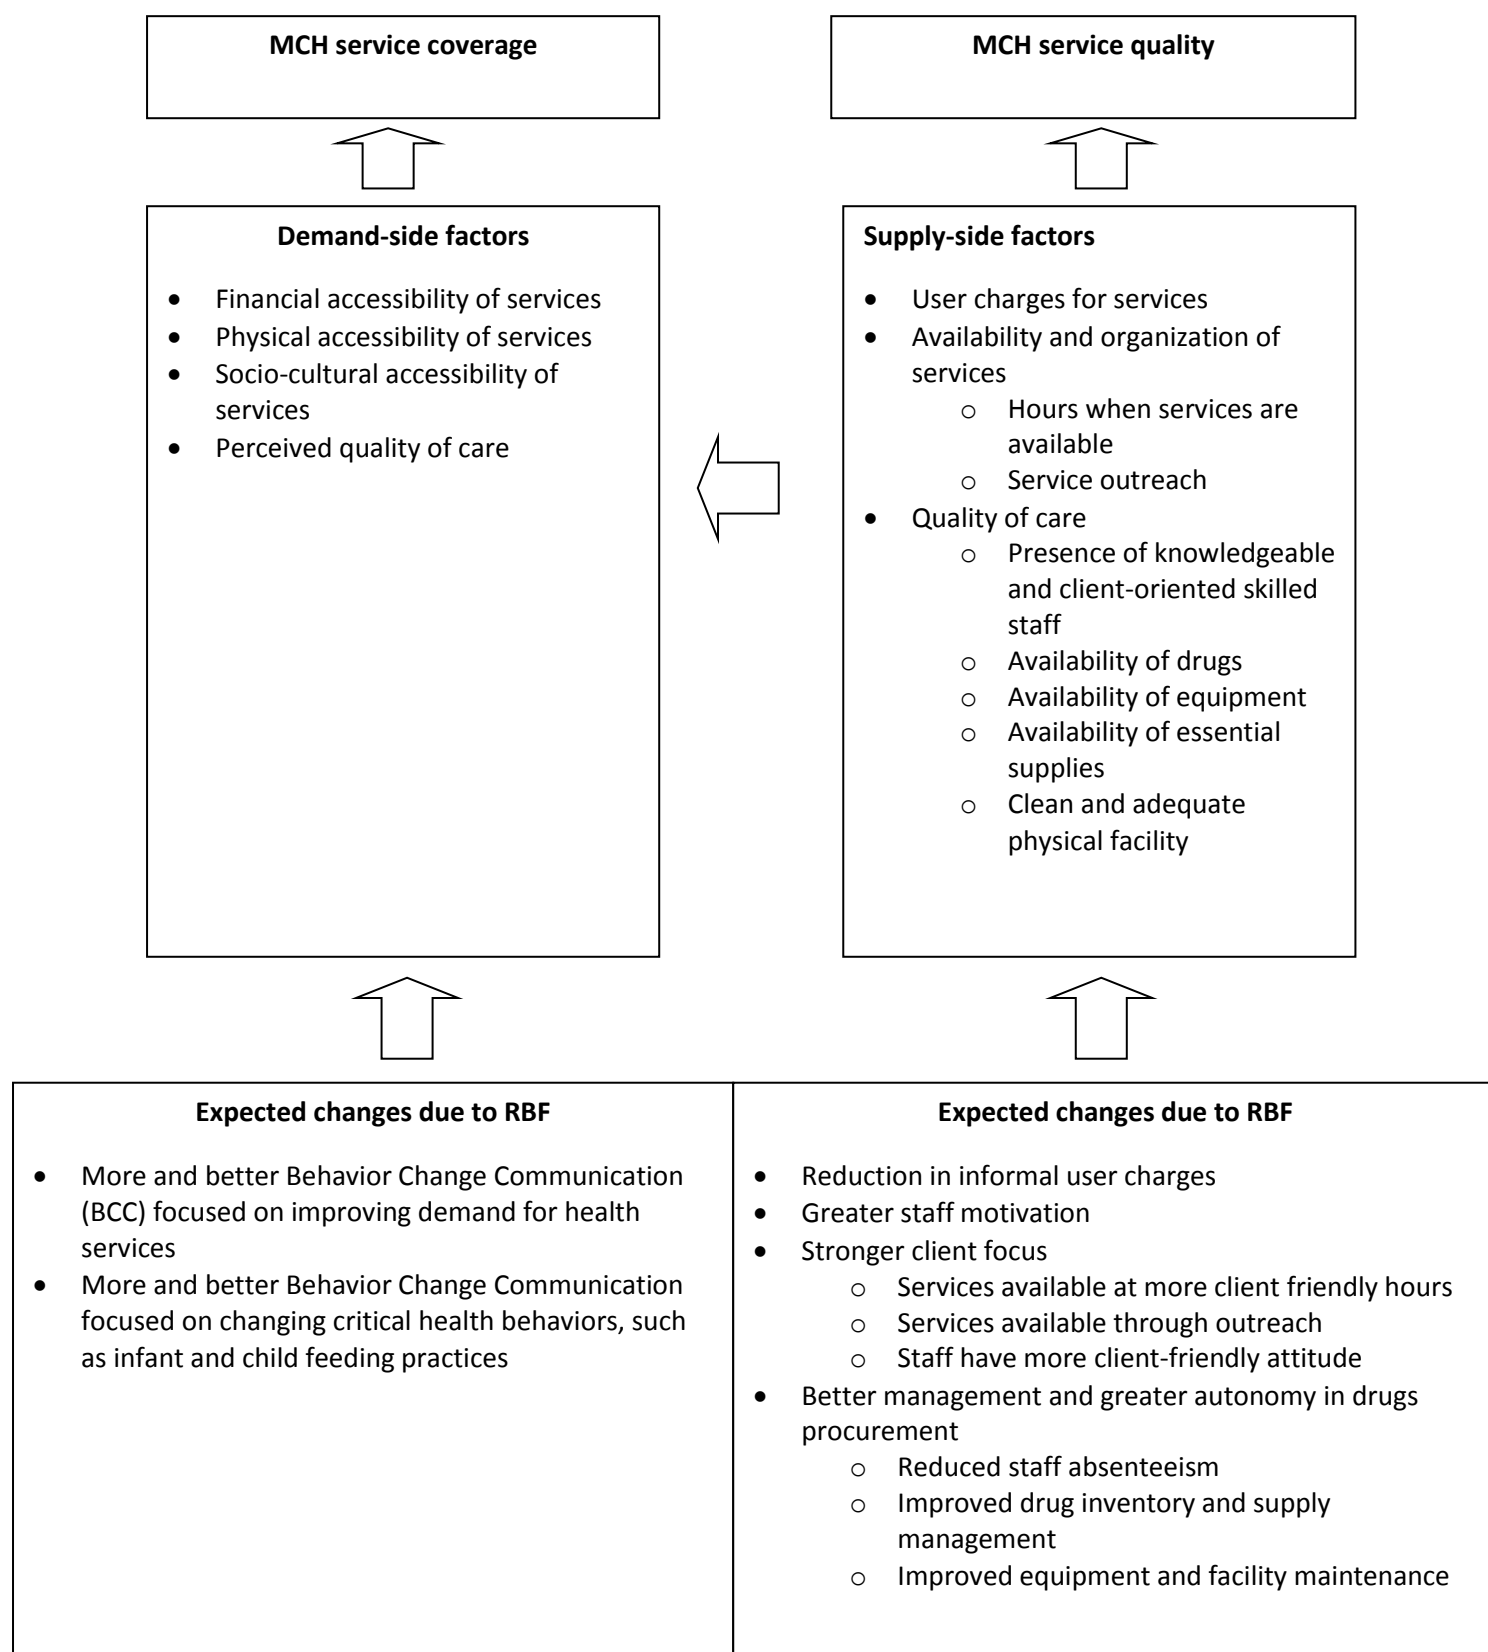 MCH service coverage
MCH service quality
Demand-side factors
• Financial accessibility of services
• Physical accessibility of services
• Socio-cultural accessibility of
services
• Perceived quality of care
Supply-side factors
• User charges for services
• Availability and organization of
services
o Hours when services are
available
o Service outreach
• Quality of care
o Presence of knowledgeable
and client-oriented skilled
staff
o Availability of drugs
o Availability of equipment
o Availability of essential
supplies
o Clean and adequate
physical facility
Expected changes due to RBF
• More and better Behavior Change Communication
(BCC) focused on improving demand for health
services
• More and better Behavior Change Communication
focused on changing critical health behaviors, such
as infant and child feeding practices
Expected changes due to RBF
• Reduction in informal user charges
• Greater staff motivation
• Stronger client focus
o Services available at more client friendly hours
o Services available through outreach
o Staff have more client-friendly attitude
• Better management and greater autonomy in drugs
procurement
o Reduced staff absenteeism
o Improved drug inventory and supply
management
o Improved equipment and facility maintenance